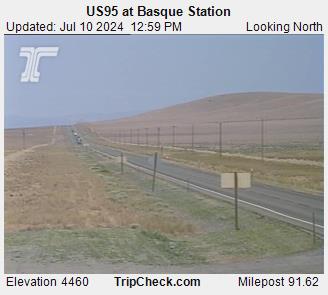 US95 at Basque Station
Updated: Jul 10 2024 12:59 PM Looking North
Elevation 4460 TripCheck.com Milepost 91.62